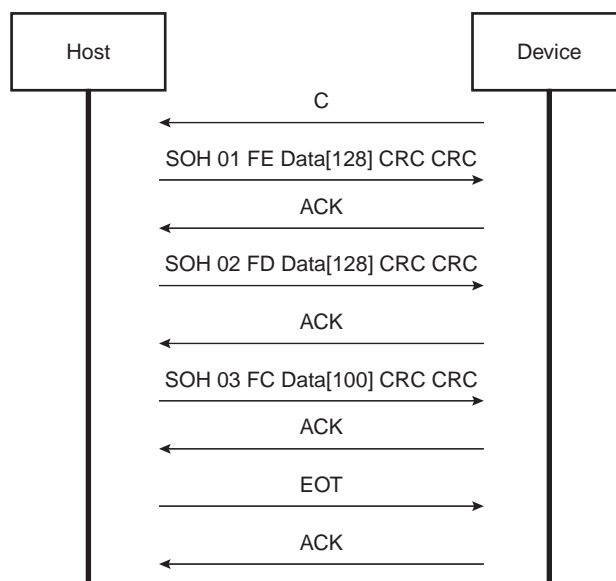 Host
Device
C
SOH 01 FE Data[128] CRC CRC
ACK
SOH 02 FD Data[128] CRC CRC
ACK
SOH 03 FC Data[100] CRC CRC
ACK
EOT
ACK